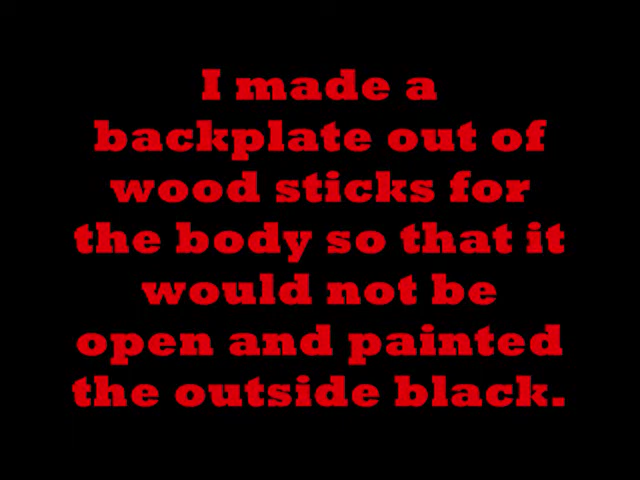 I made a
backplate out of
wood sticks for
the body so that it
would not be
open and painted
the outside black.